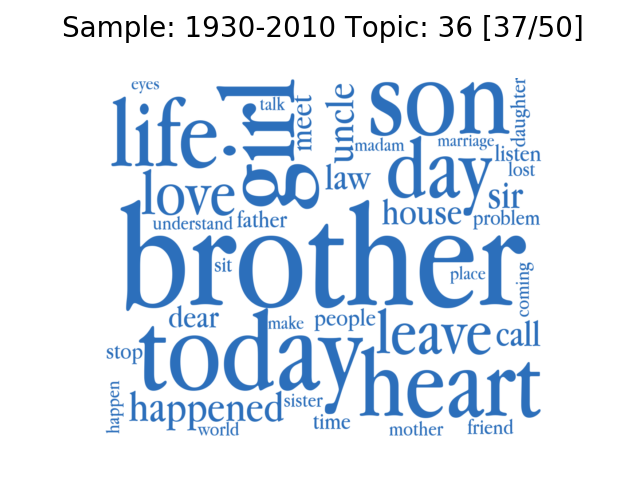 Sample: 1930-2010 Topic: 36 [37/50]
eyes
life
girl
talk
meet
uncle
son
daughter
madam
marriage
listen
lost
law
day
sir
love
house
problem
understand
father
brother
sit
place
coming
dear
make
people
leave
call
stop
today
heart
happen
happened
sister
world
time
mother
friend